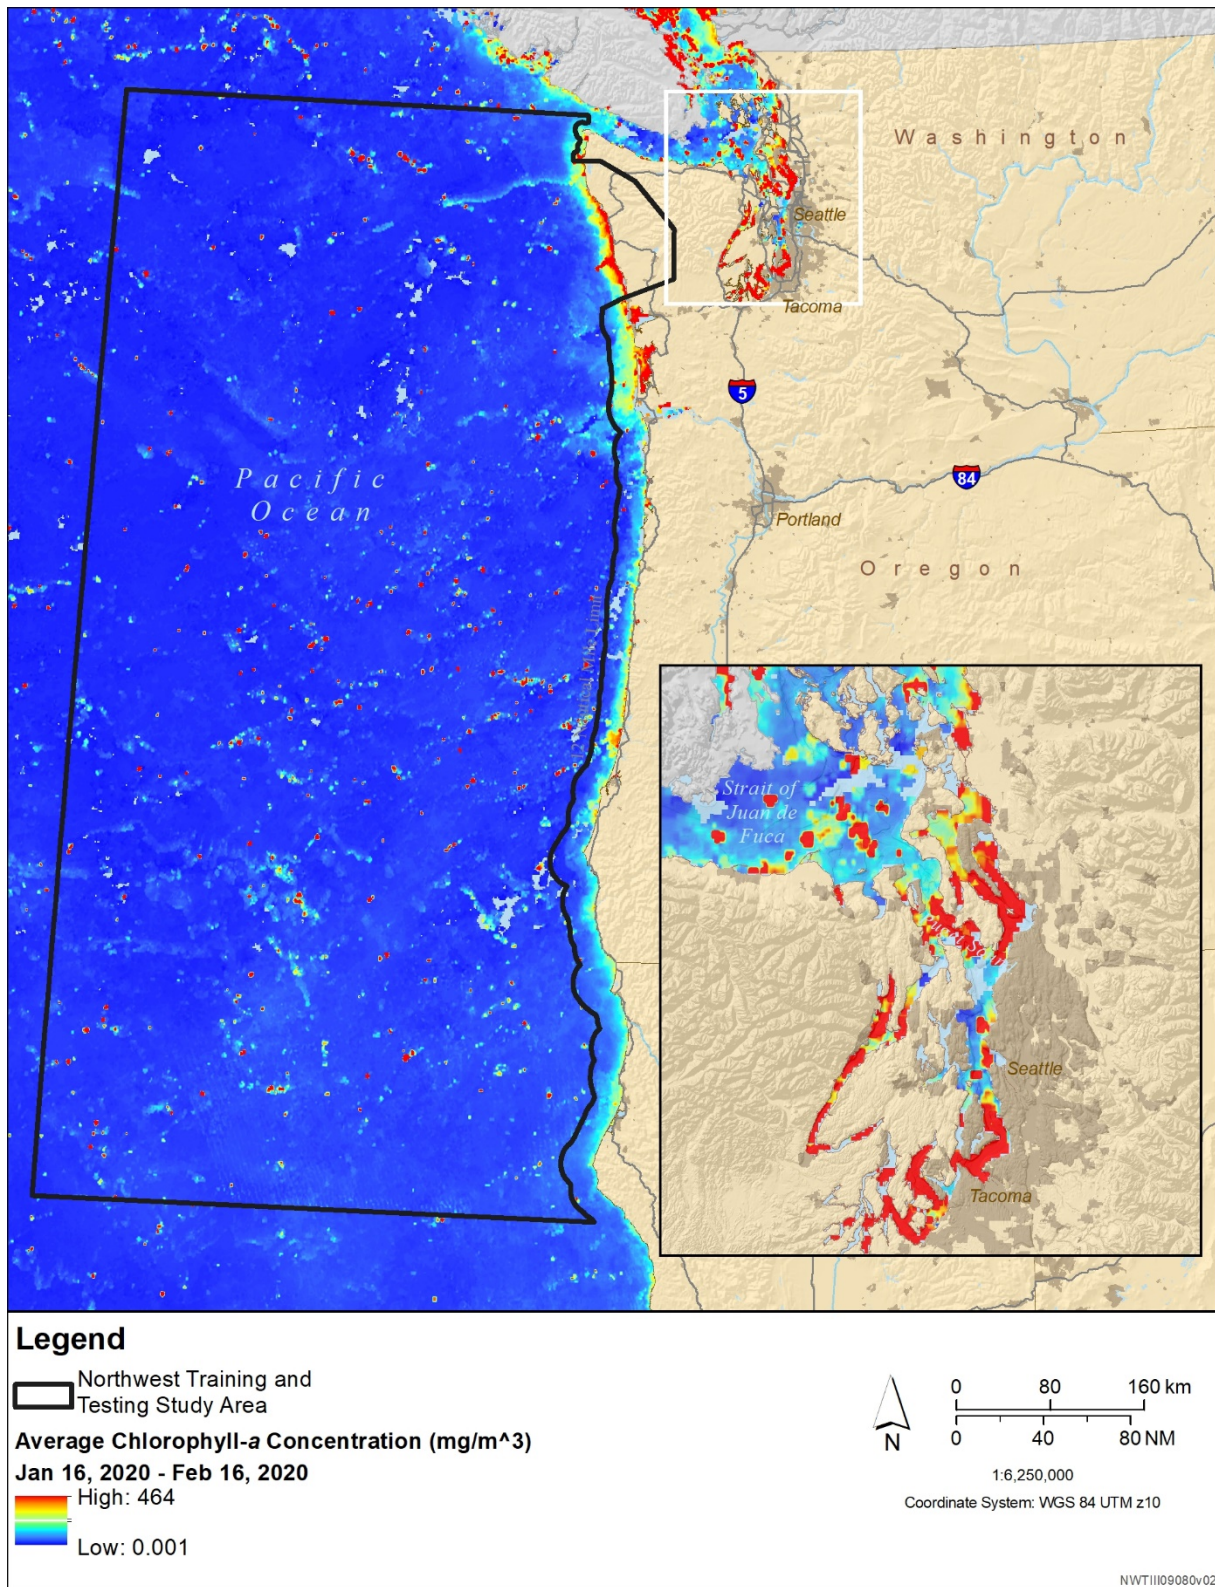 Washington
Seattle
Tacoma
5
84
Pacific
Ocean
Portland
Oregon
Limit
Strait of
Juan de
Fuca
Seattle
Tacoma
Legend
Northwest Training and
Testing Study Area
Average Chlorophyll-a Concentration (mg/m^3)
Jan 16, 2020 - Feb 16, 2020
High: 464
Low: 0.001
N
0 80 160 km
0 40 80 NM
1:6,250,000
Coordinate System: WGS 84 UTM z10
NWTIII09080v02